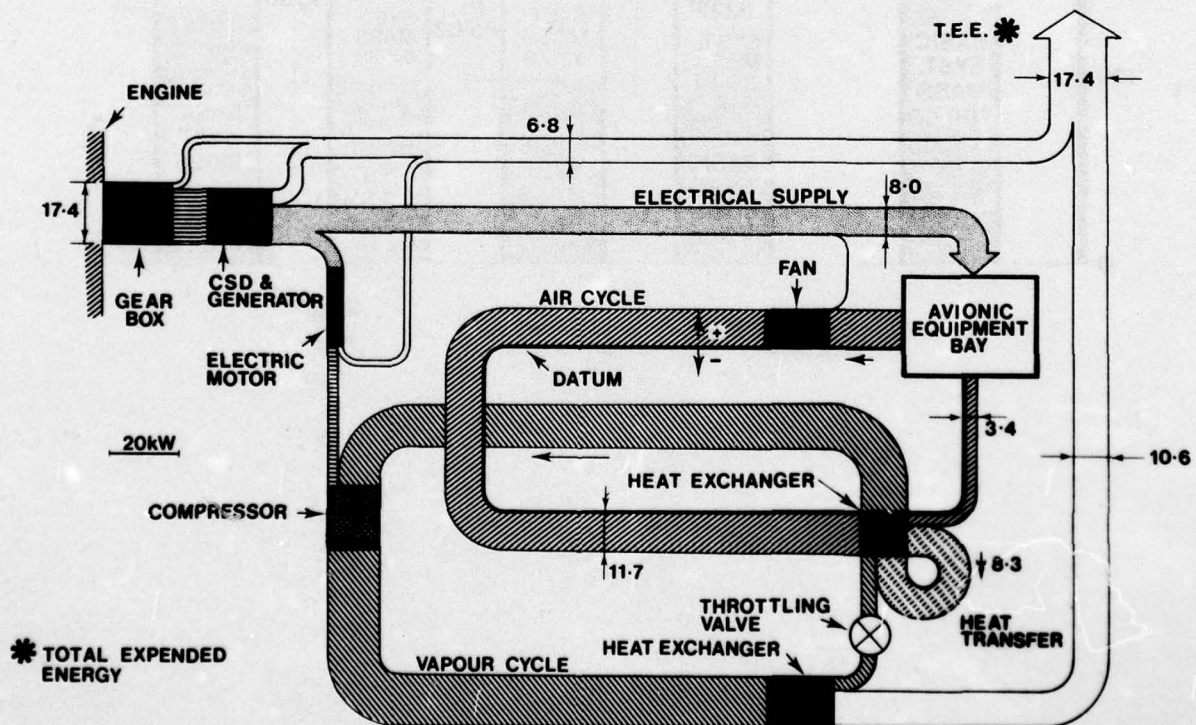 T.E.E. ✱
17·4
ENGINE
6·8
17·4
ELECTRICAL SUPPLY
8·0
GEAR
BOX
CSD &
GENERATOR
FAN
AIR CYCLE
AVIONIC
EQUIPMENT
BAY
ELECTRIC
MOTOR
+
-
DATUM
3·4
20kW
10·6
HEAT EXCHANGER
COMPRESSOR
11·7
8·3
THROTTLING
VALVE
HEAT
TRANSFER
HEAT EXCHANGER
VAPOUR CYCLE
✱ TOTAL EXPENDED
ENERGY